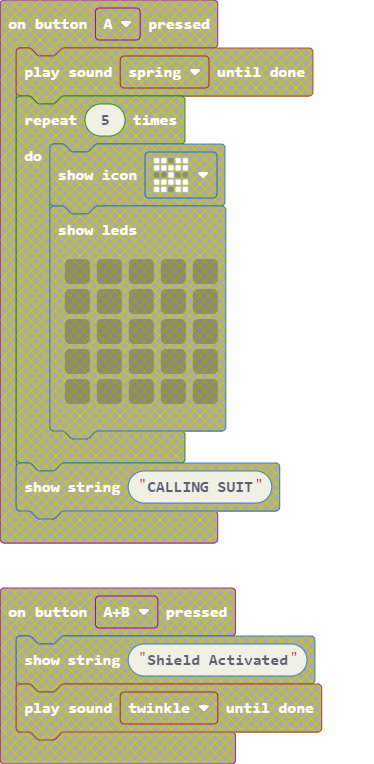 on button A pressed
play sound spring until done
repeat 5 times
do
show icon
show leds
show string "CALLING SUIT"
on button A+B pressed
show string "Shield Activated"
play sound twinkle until done